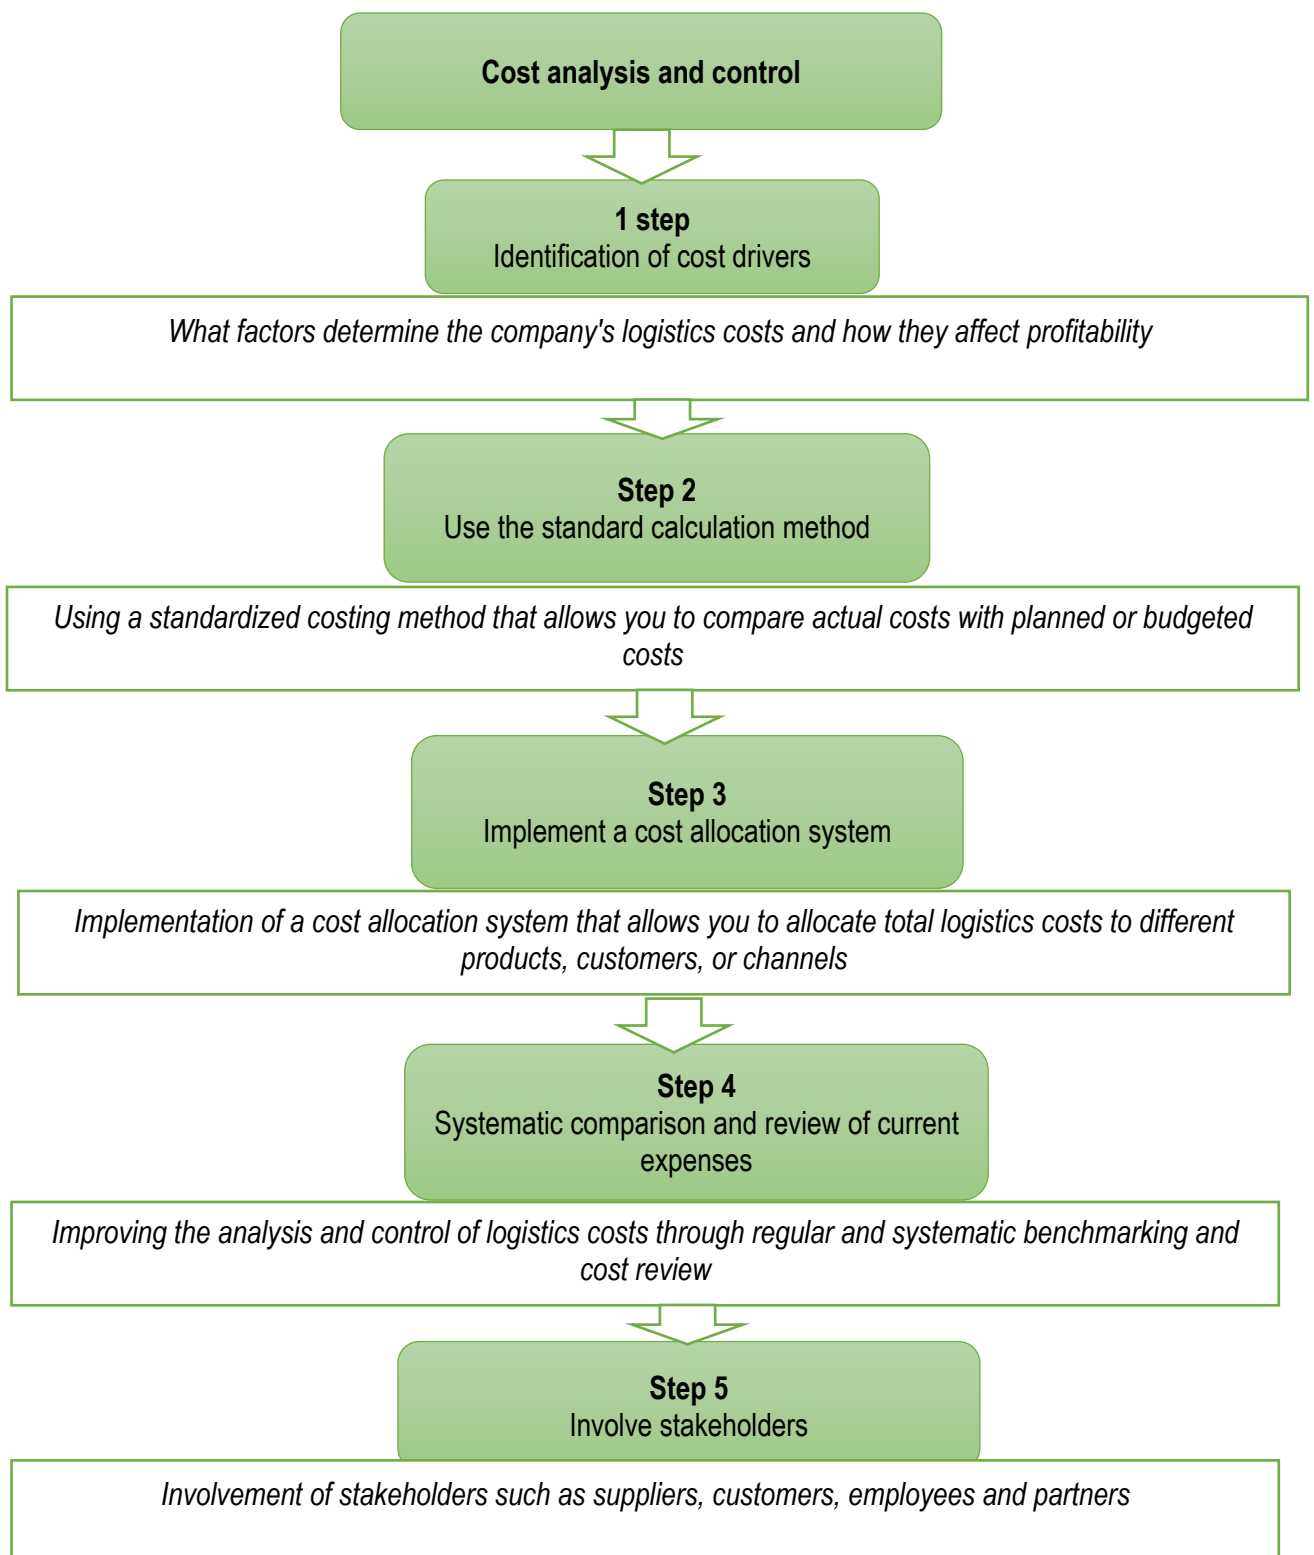 Cost analysis and control
1 step
Identification of cost drivers
What factors determine the company's logistics costs and how they affect profitability
Step 2
Use the standard calculation method
Using a standardized costing method that allows you to compare actual costs with planned or budgeted
costs
Step 3
Implement a cost allocation system
Implementation of a cost allocation system that allows you to allocate total logistics costs to different
products, customers, or channels
Step 4
Systematic comparison and review of current
expenses
Improving the analysis and control of logistics costs through regular and systematic benchmarking and
cost review
Step 5
Involve stakeholders
Involvement of stakeholders such as suppliers, customers, employees and partners